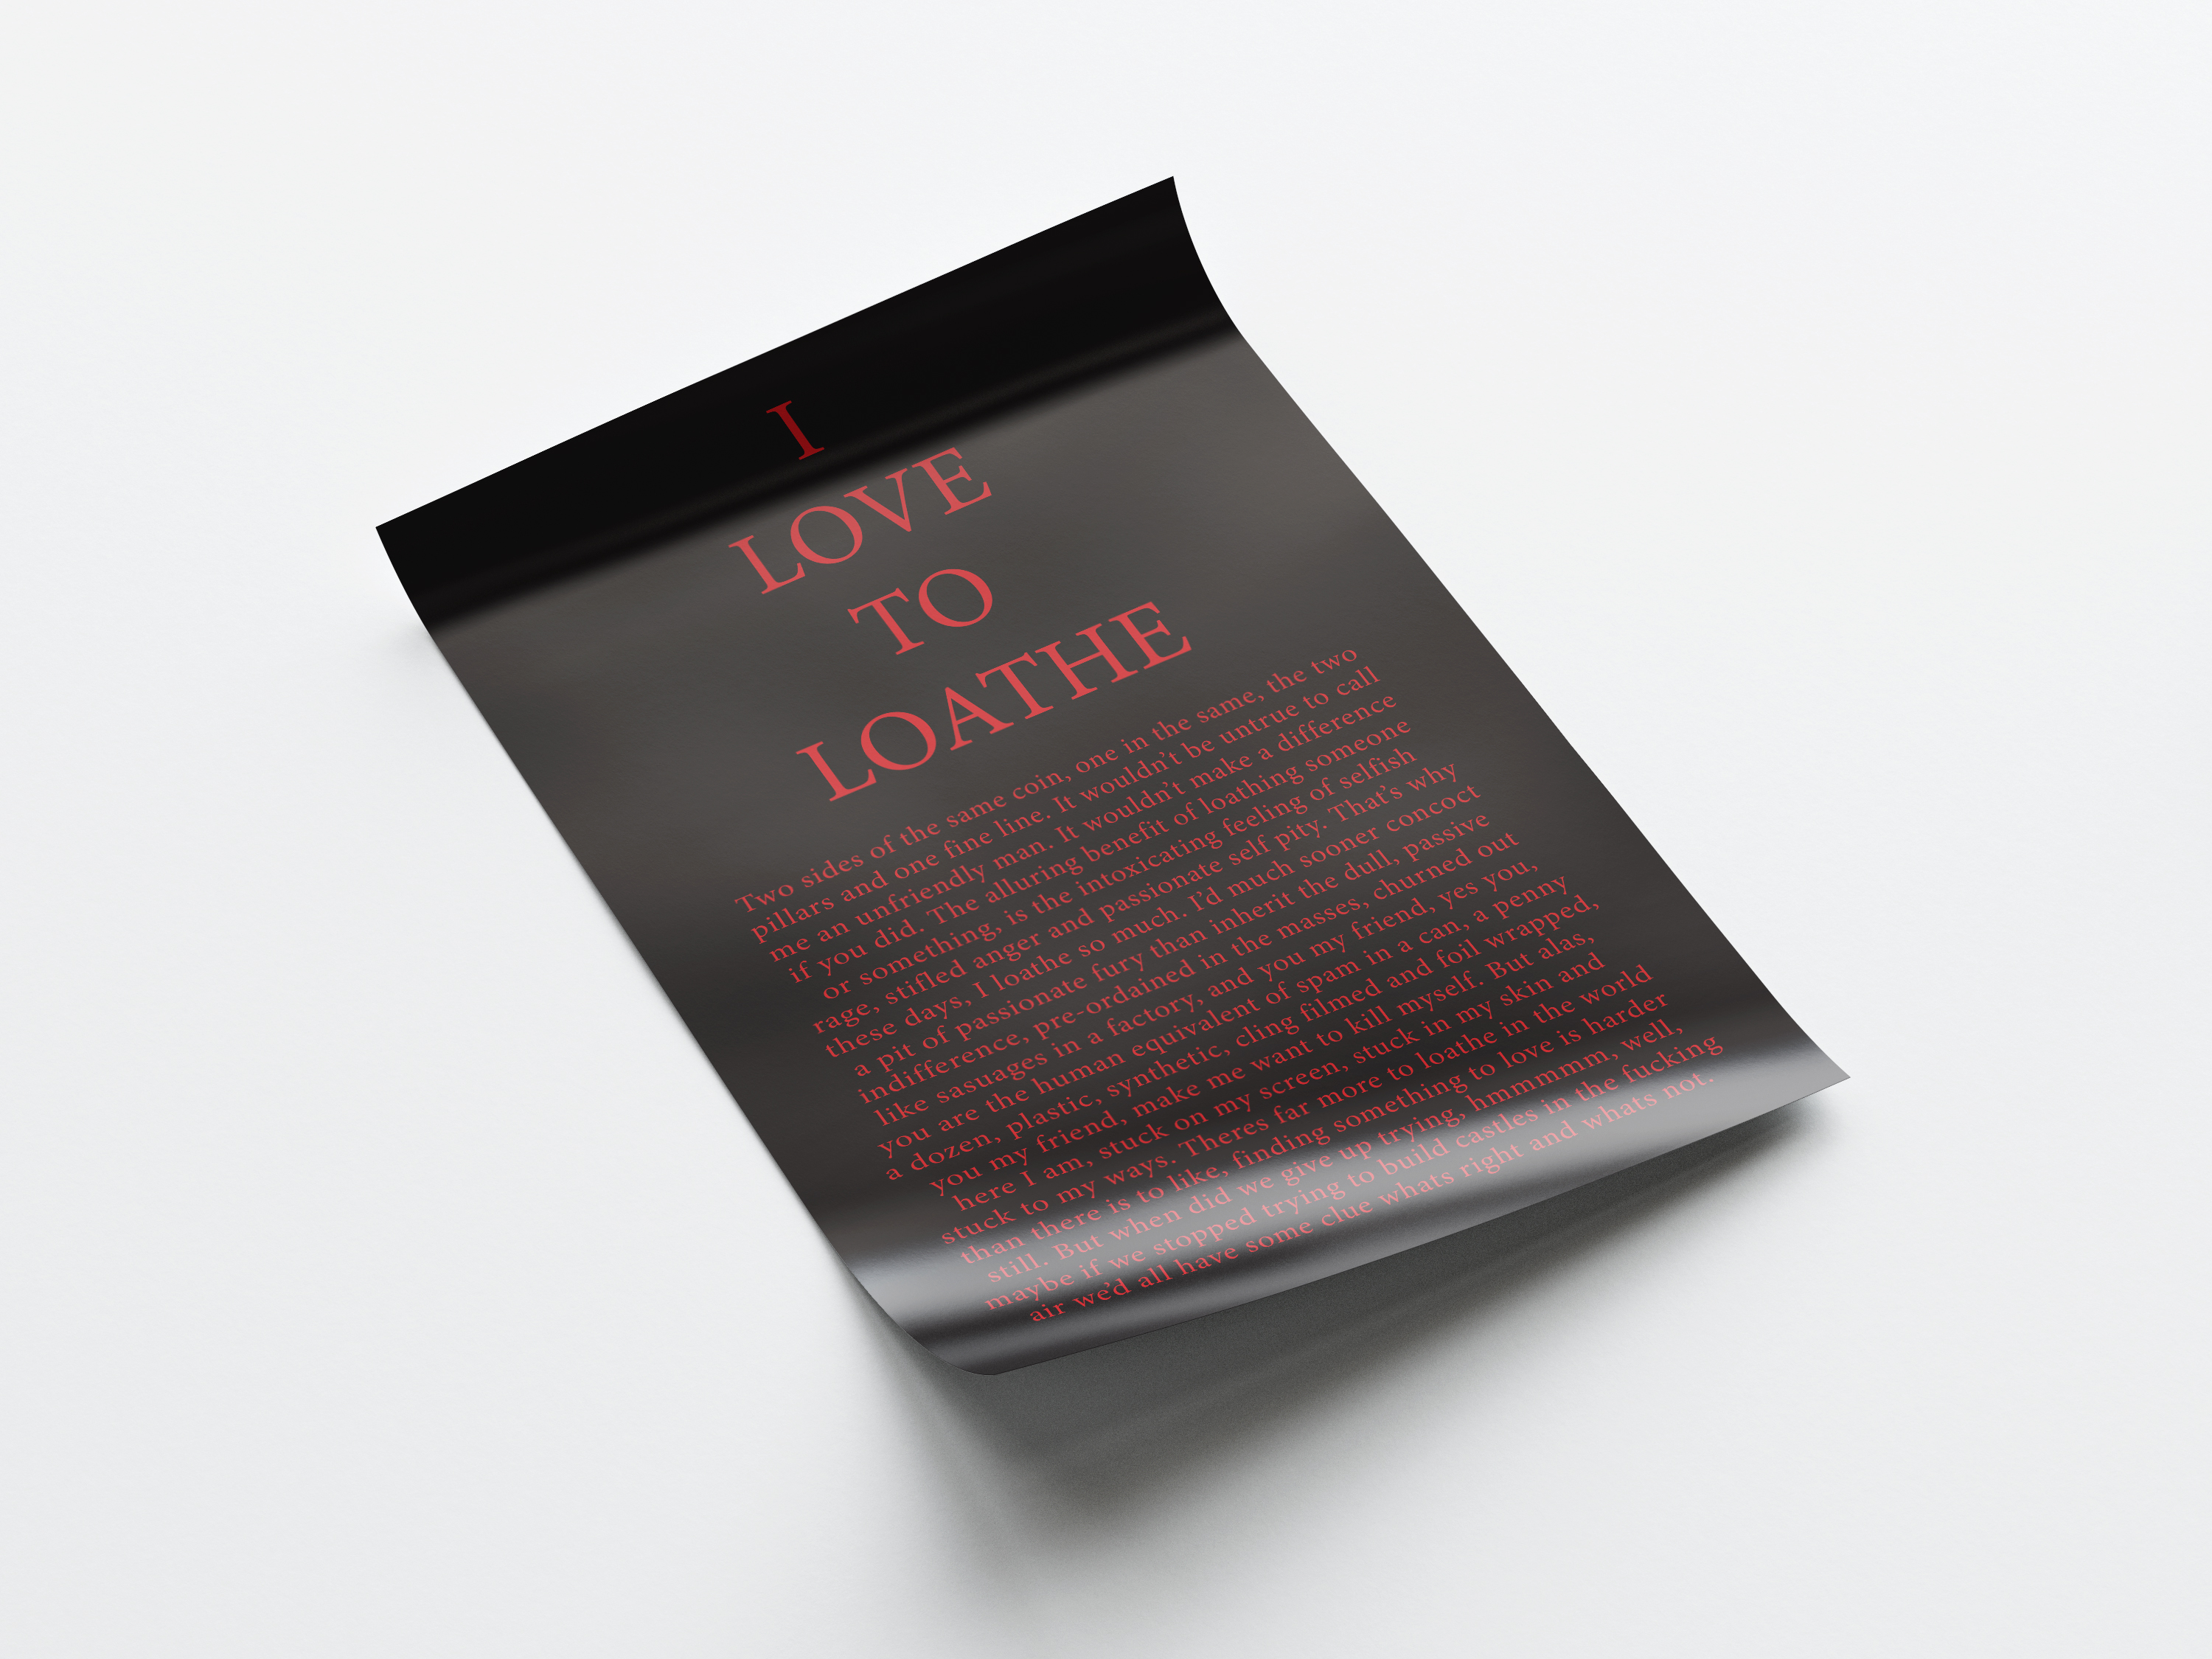 I
LOVE
TO
LOATHE
Two sides of the same coin, one in the same, the two
pillars and one fine line. It wouldn't be untrue to call
me an unfriendly man. It wouldn't make a difference
if you did. The alluring benefit of loathing someone
or something, is the intoxicating feeling of selfish
rage, stifled anger and passionate self pity. That's why
these days, I loathe so much. I'd much sooner concoct
a pit of passionate fury than inherit the dull, passive
indifference, pre-ordained in the masses, churned out
like sasuages in a factory, and you my friend, yes you,
you are the human equivalent of spam in a can, a penny
a dozen, plastic, synthetic, cling filmed and foil wrapped,
you my friend, make me want to kill myself. But alas,
here I am, stuck on my screen, stuck in my skin and
stuck to my ways. Theres far more to loathe in the world
than there is to like, finding something to love is harder
still. But when did we give up trying, hmmmmm, well,
maybe if we stopped trying to build castles in the fucking
air we'd all have some clue whats right and whats not.